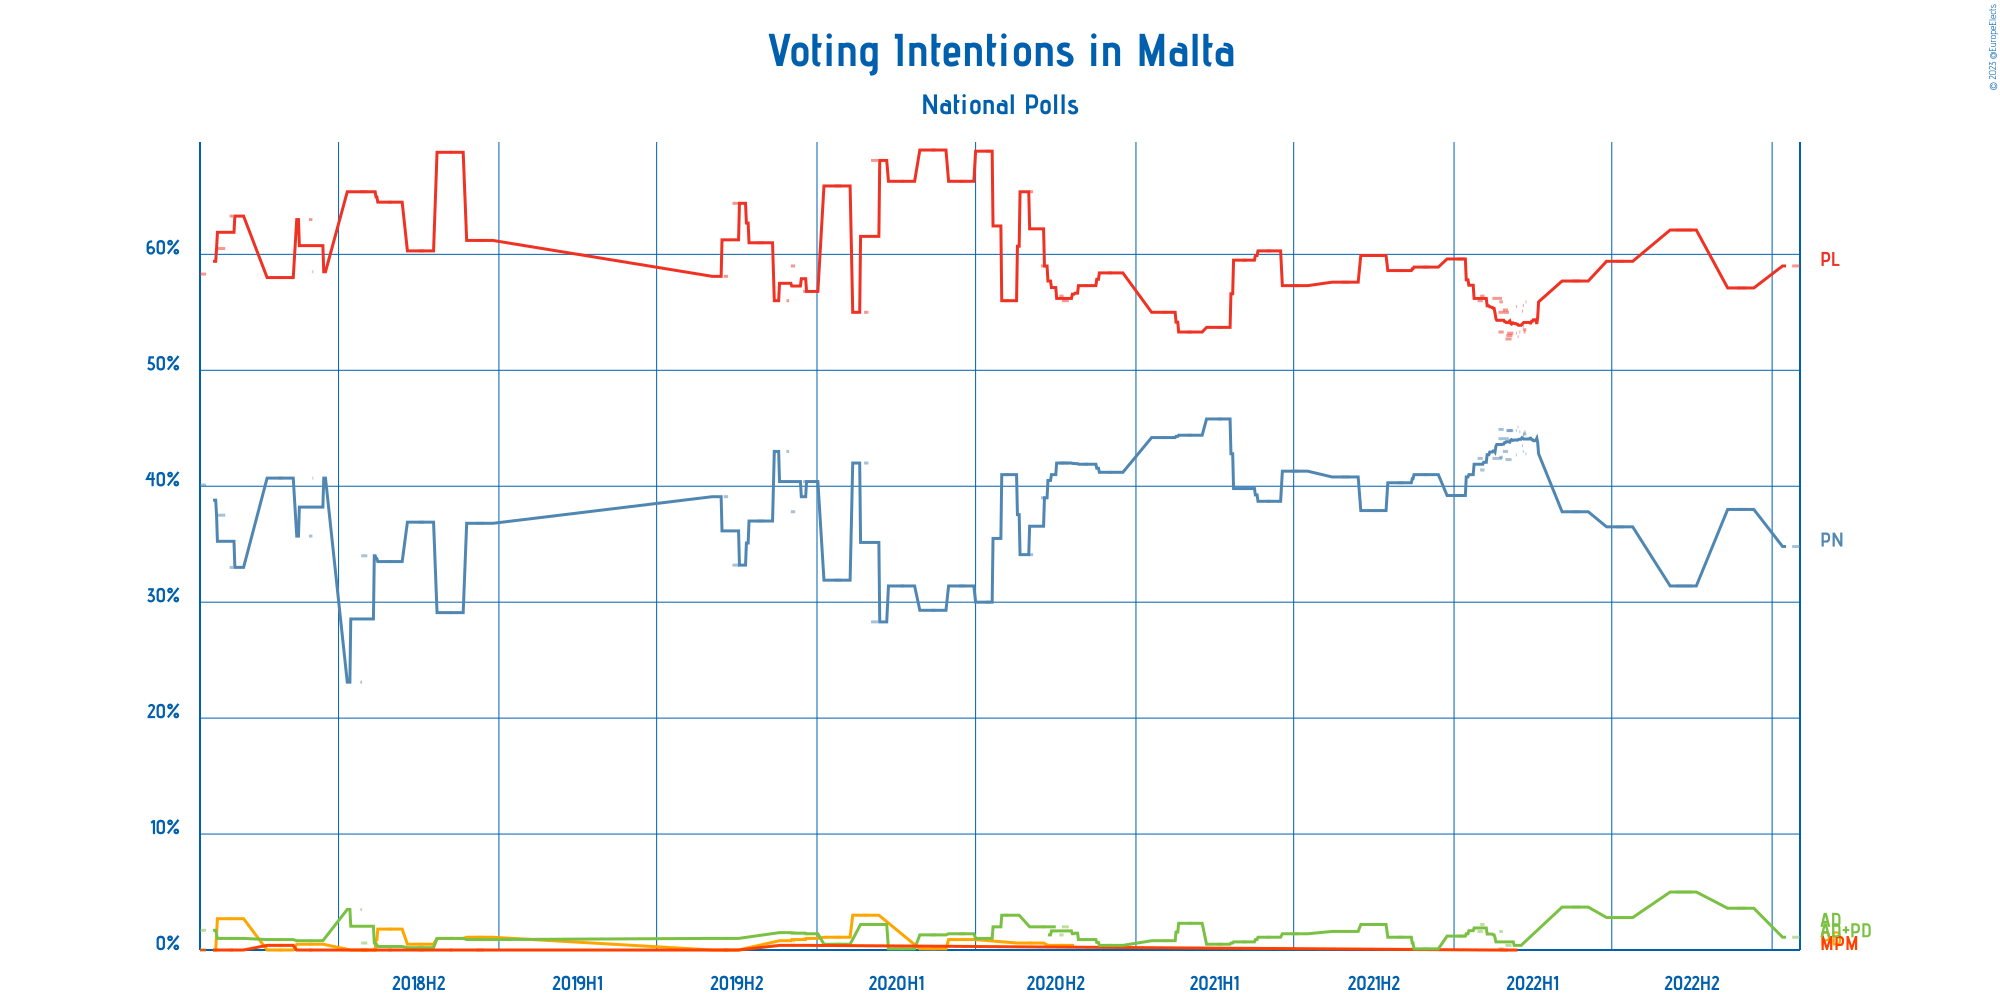 Voting Intentions in Malta
National Polls
© 2023 @EuropeElects
60%
50%
40%
30%
20%
10%
0%
PL
PN
AD
AD+PD
MPM
2018H2
2019H1
2019H2
2020H1
2020H2
2021H1
2021H2
2022H1
2022H2